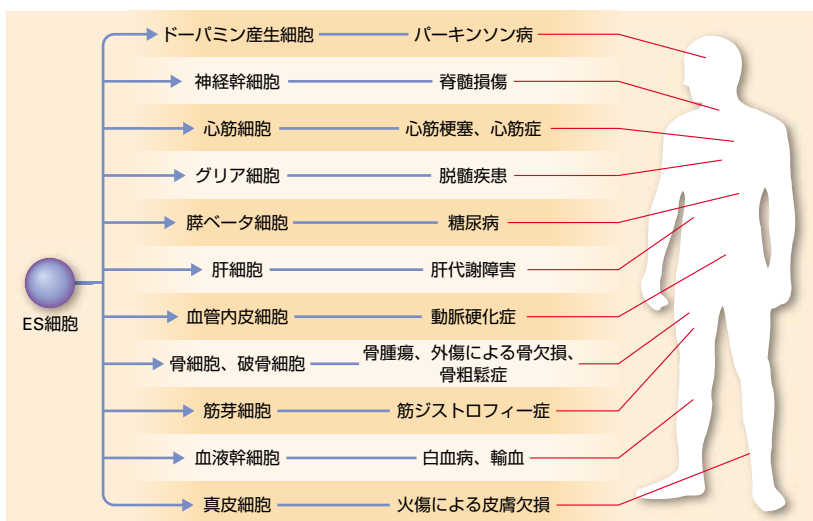 ドーパミン産生細胞 パーキンソン病
神経幹細胞 脊髄損傷
心筋細胞 心筋梗塞、心筋症
グリア細胞 脱髄疾患
膵ベータ細胞 糖尿病
肝細胞 肝代謝障害
ES細胞
血管内皮細胞 動脈硬化症
骨細胞、破骨細胞 骨腫瘍、外傷による骨欠損、
骨粗鬆症
筋芽細胞 筋ジストロフィー症
血液幹細胞 白血病、輸血
真皮細胞 火傷による皮膚欠損